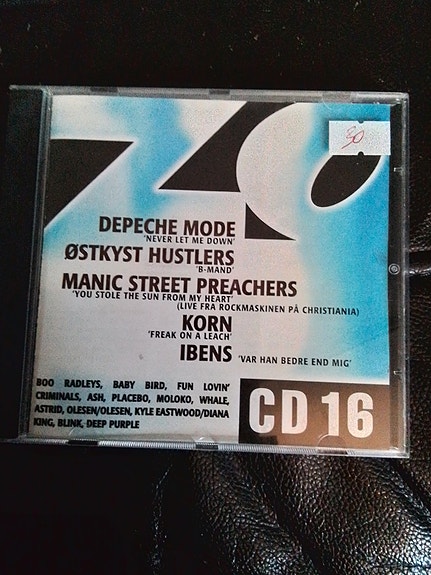 ZO
30
DEPECHE MODE
'NEVER LET ME DOWN'
ØSTKYST HUSTLERS
'B-MAND'
MANIC STREET PREACHERS
'YOU STOLE THE SUN FROM MY HEART'
(LIVE FRA ROCKMASKINEN PÅ CHRISTIANIA)
KORN
'FREAK ON A LEACH'
IBENS 'VAR HAN BEDRE END MIG'
BOO RADLEYS, BABY BIRD, FUN LOVIN'
CRIMINALS, ASH, PLACEBO, MOLOKO, WHALE,
ASTRID, OLESEN/OLESEN, KYLE EASTWOOD/DIANA
KING, BLINK, DEEP PURPLE
CD 16